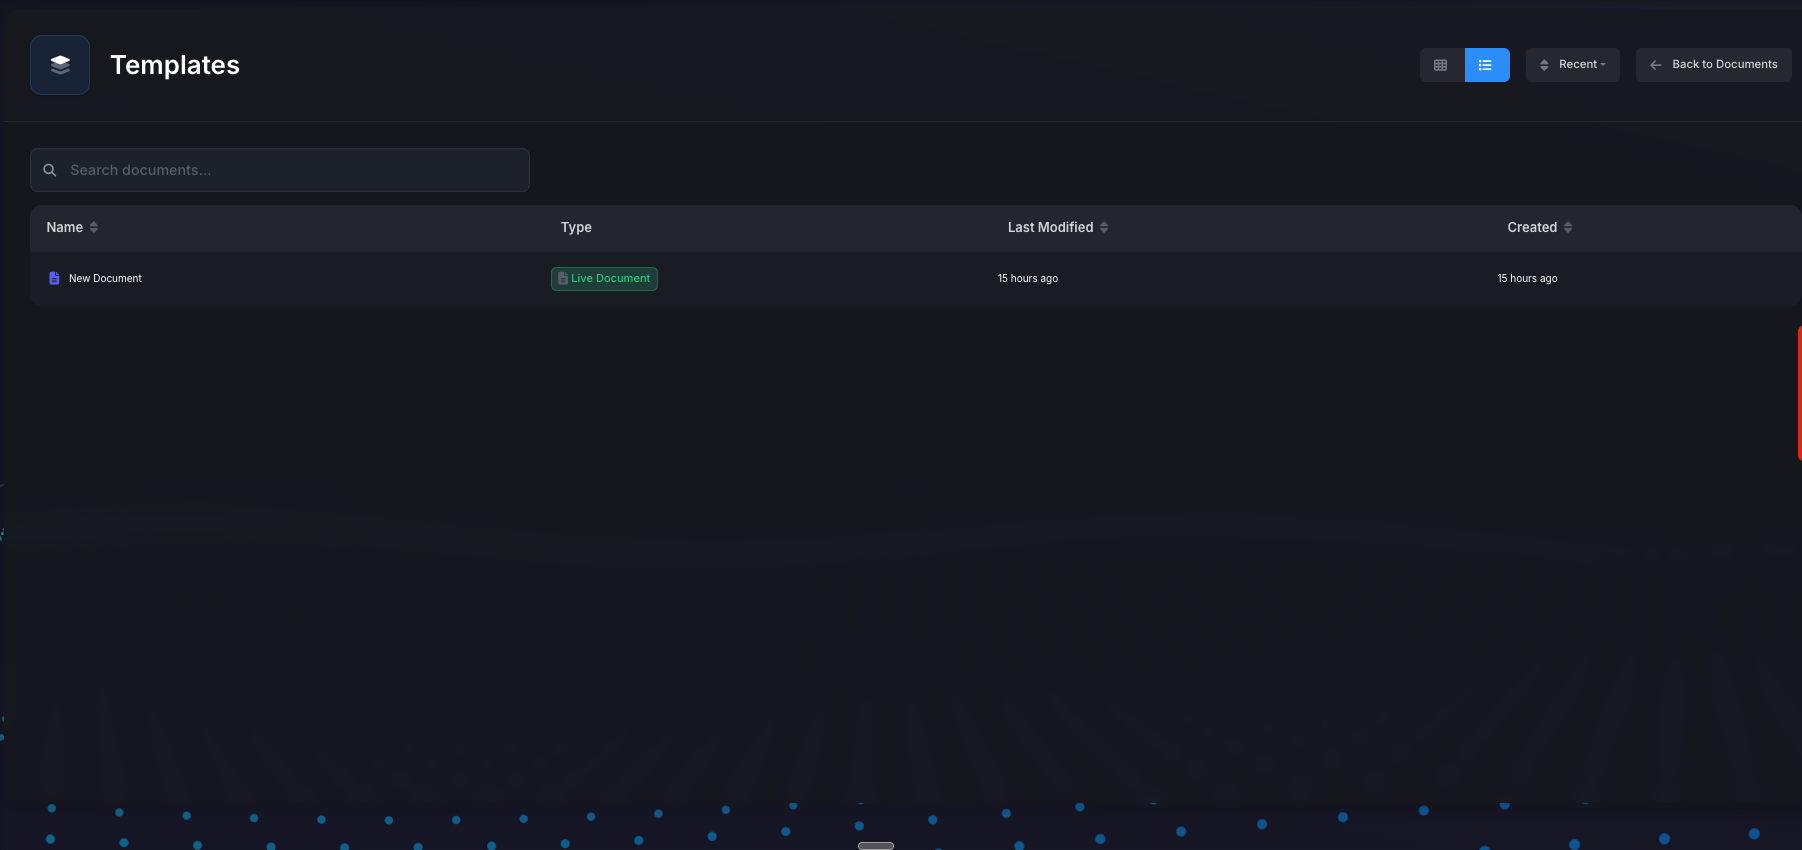 Templates
Recent
Back to Documents
Search documents...
Name Type Last Modified Created
New Document Live Document 15 hours ago 15 hours ago